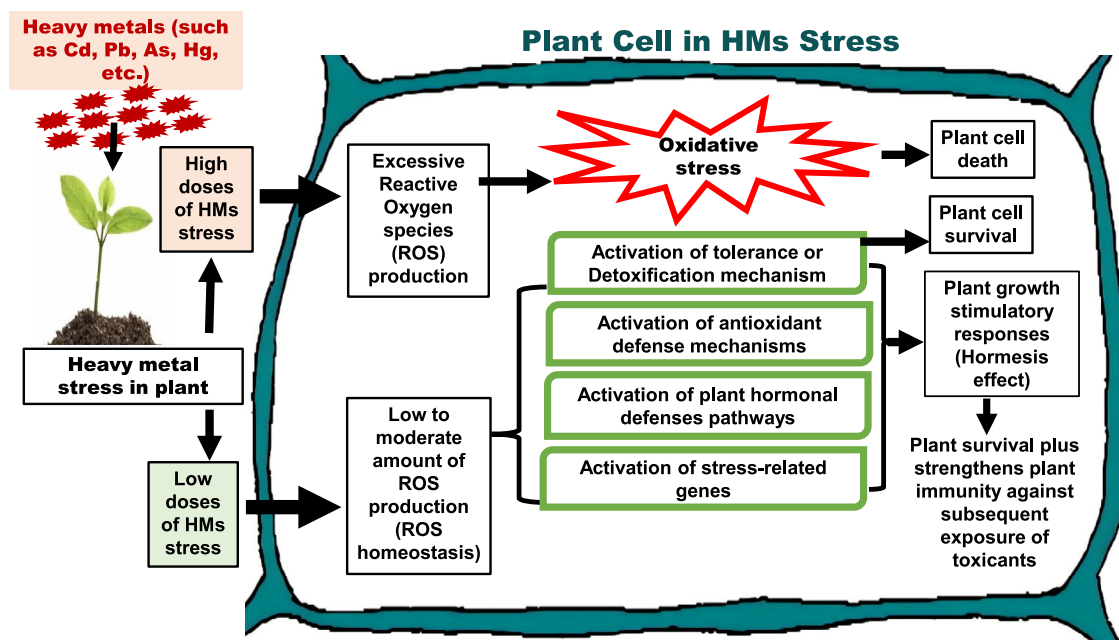 Heavy metals (such
as Cd, Pb, As, Hg,
etc.)
Plant Cell in HMs Stress
High
doses
of HMs
stress
Excessive
Reactive
Oxygen
species
(ROS)
production
Oxidative
stress
Plant cell
death
Plant cell
survival
Activation of tolerance or
Detoxification mechanism
Activation of antioxidant
defense mechanisms
Activation of plant hormonal
defenses pathways
Activation of stress-related
genes
Plant growth
stimulatory
responses
(Hormesis
effect)
Heavy metal
stress in plant
Low
doses
of HMs
stress
Low to
moderate
amount of
ROS
production
(ROS
homeostasis)
Plant survival plus
strengthens plant
immunity against
subsequent
exposure of
toxicants